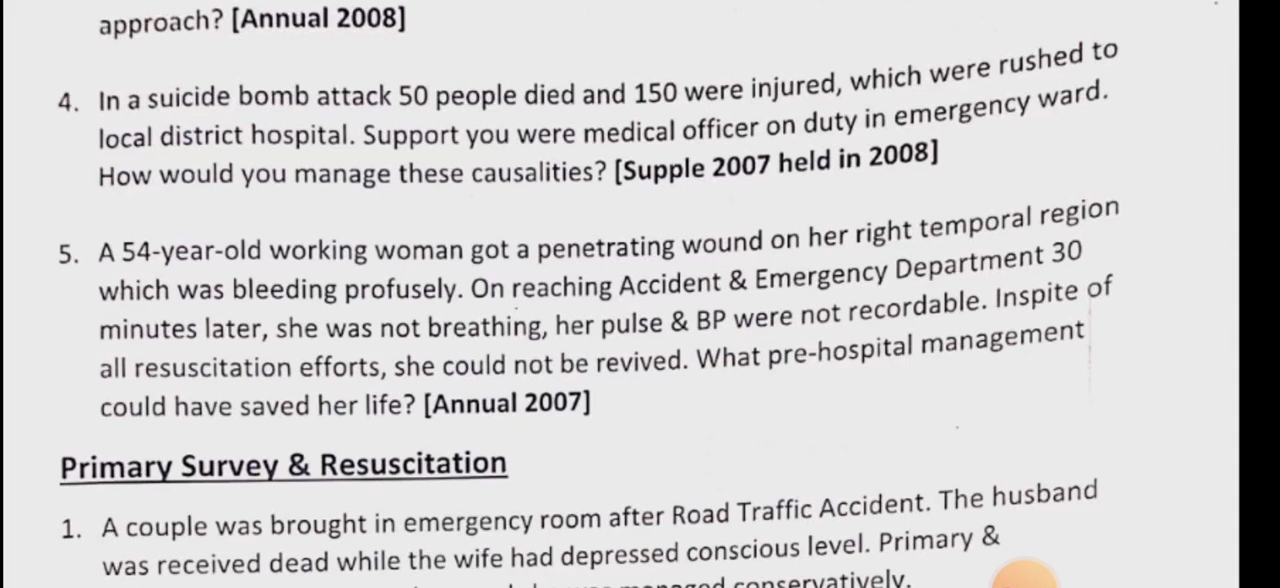 approach? [Annual 2008]
4. In a suicide bomb attack 50 people died and 150 were injured, which were rushed to
local district hospital. Support you were medical officer on duty in emergency ward.
How would you manage these causalities? [Supple 2007 held in 2008]
5. A 54-year-old working woman got a penetrating wound on her right temporal region
which was bleeding profusely. On reaching Accident & Emergency Department 30
minutes later, she was not breathing, her pulse & BP were not recordable. Inspite of
all resuscitation efforts, she could not be revived. What pre-hospital management
could have saved her life? [Annual 2007]
Primary Survey & Resuscitation
1. A couple was brought in emergency room after Road Traffic Accident. The husband
was received dead while the wife had depressed conscious level. Primary &
managed conservatively.